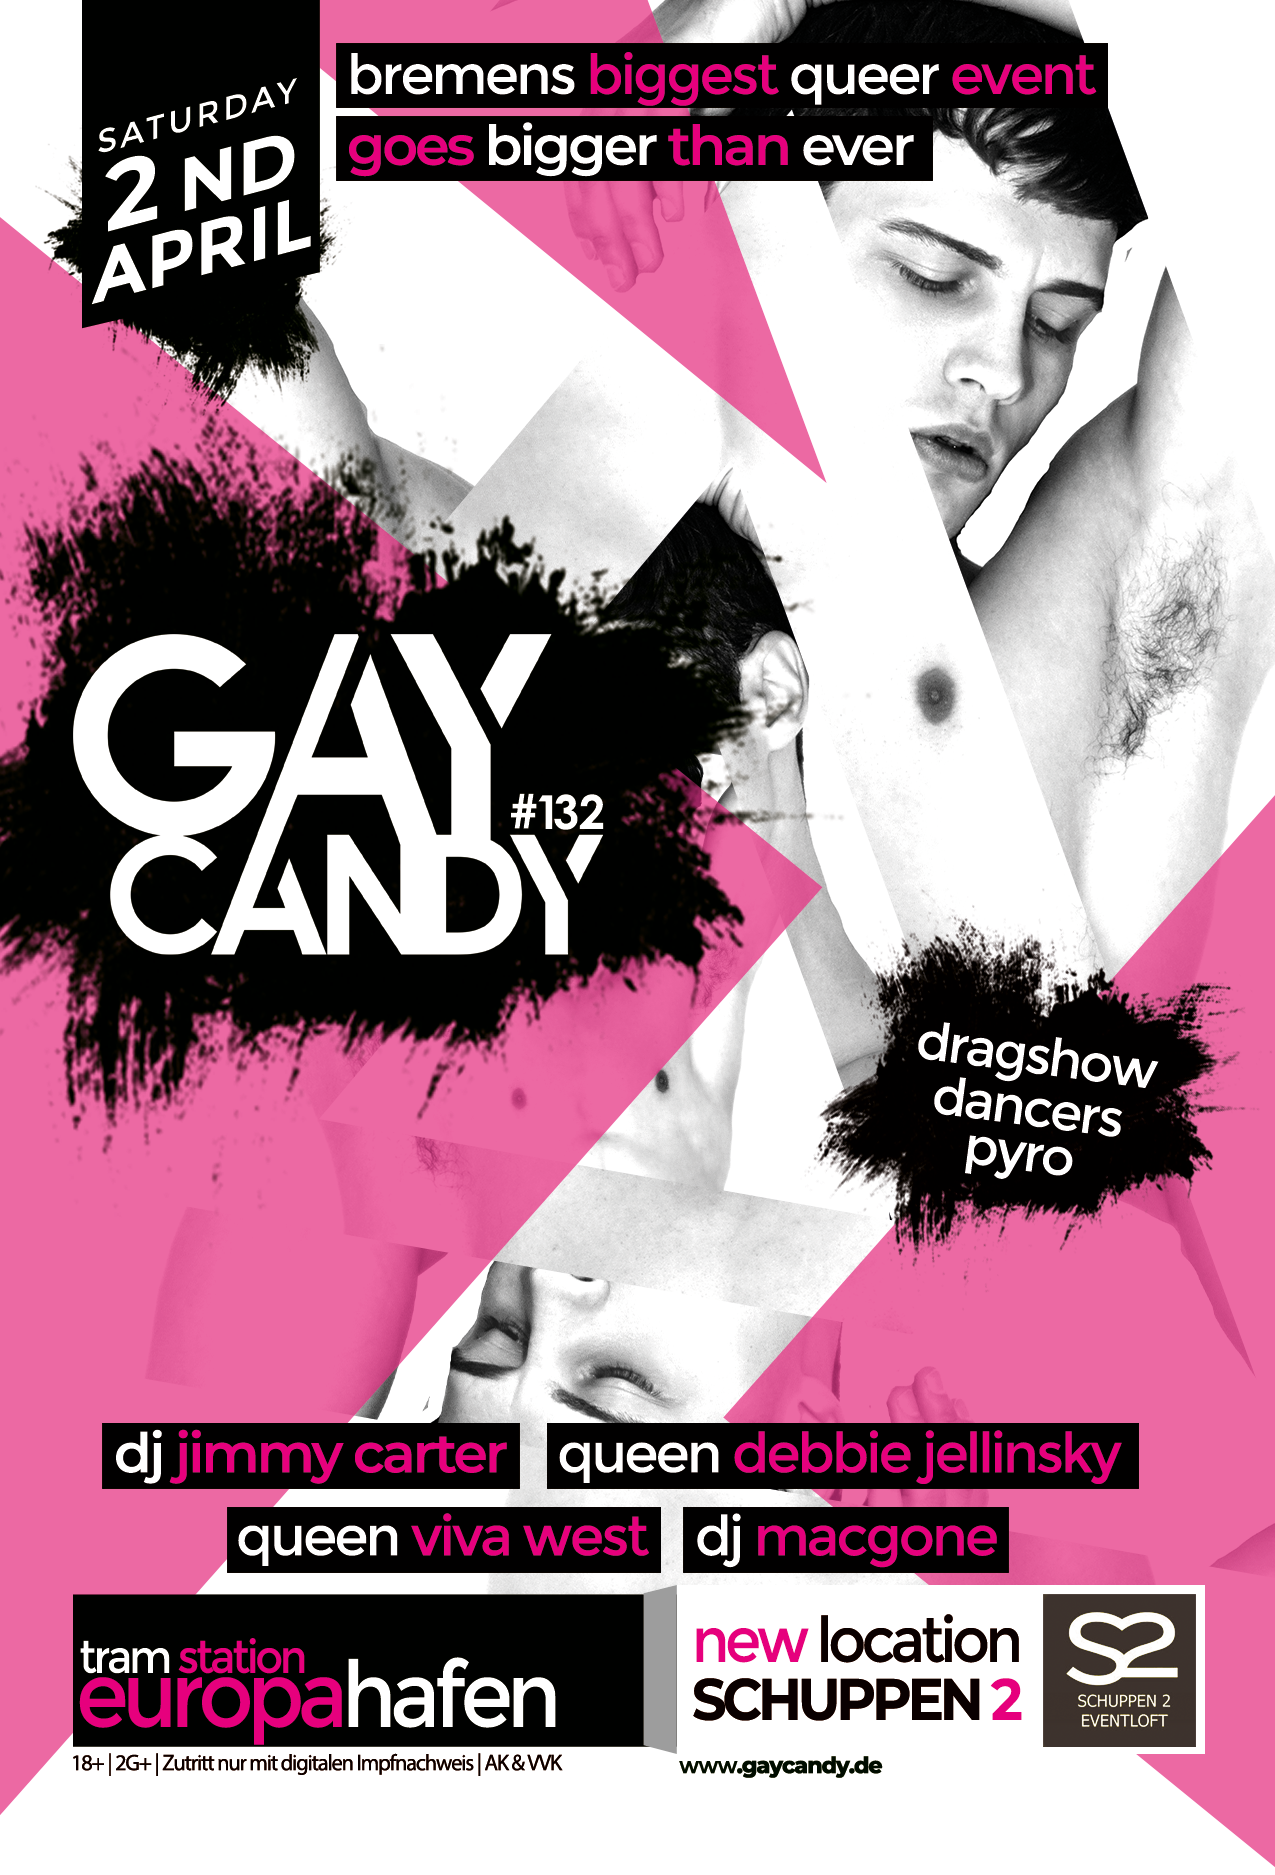 SATURDAY
2 ND
APRIL
bremens biggest queer event
goes bigger than ever
GAY
#132
CANDY
dragshow
dancers
pyro
dj jimmy carter
queen debbie jellinsky
queen viva west
dj macgone
tram station
europahafen
new location
SCHUPPEN 2
S2
SCHUPPEN 2
EVENTLOFT
18+ | 2G+ | Zutritt nur mit digitalen Impfnachweis | AK & VVK
www.gaycandy.de